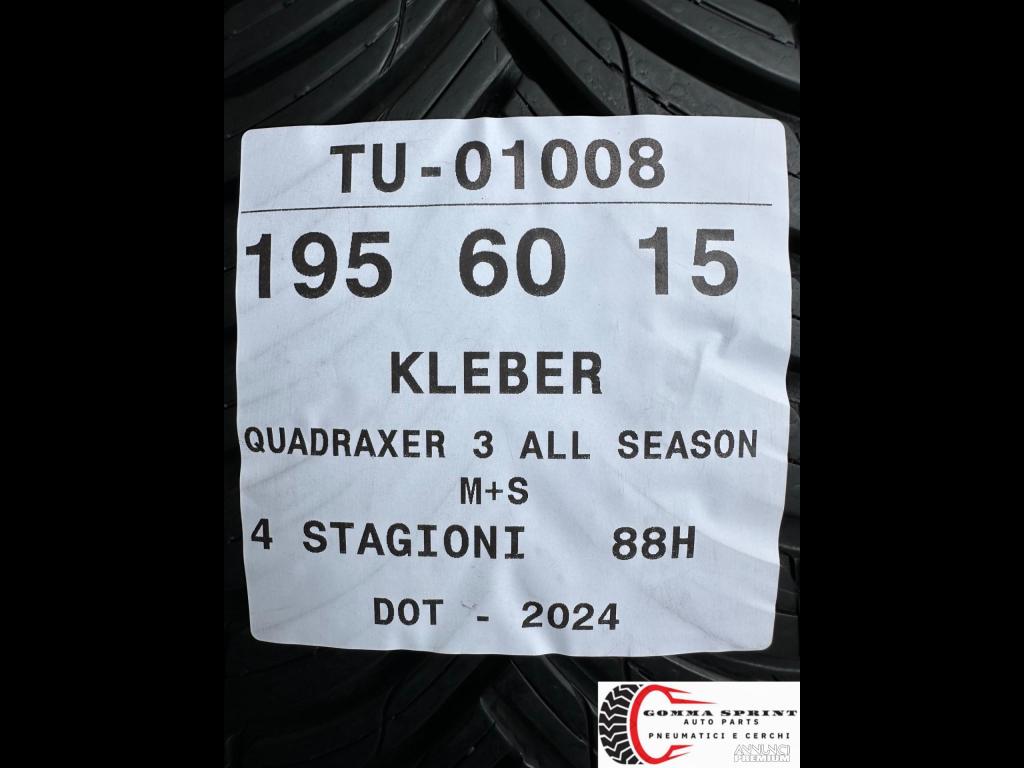 TU-01008
195 60 15
KLEBER
QUADRAXER 3 ALL SEASON
M+S
4 STAGIONI 88H
DOT - 2024
GOMMA SPRINT
AUTO PARTS
PNEUMATICI E CERCHI
ANNUNCI
PREMIUM